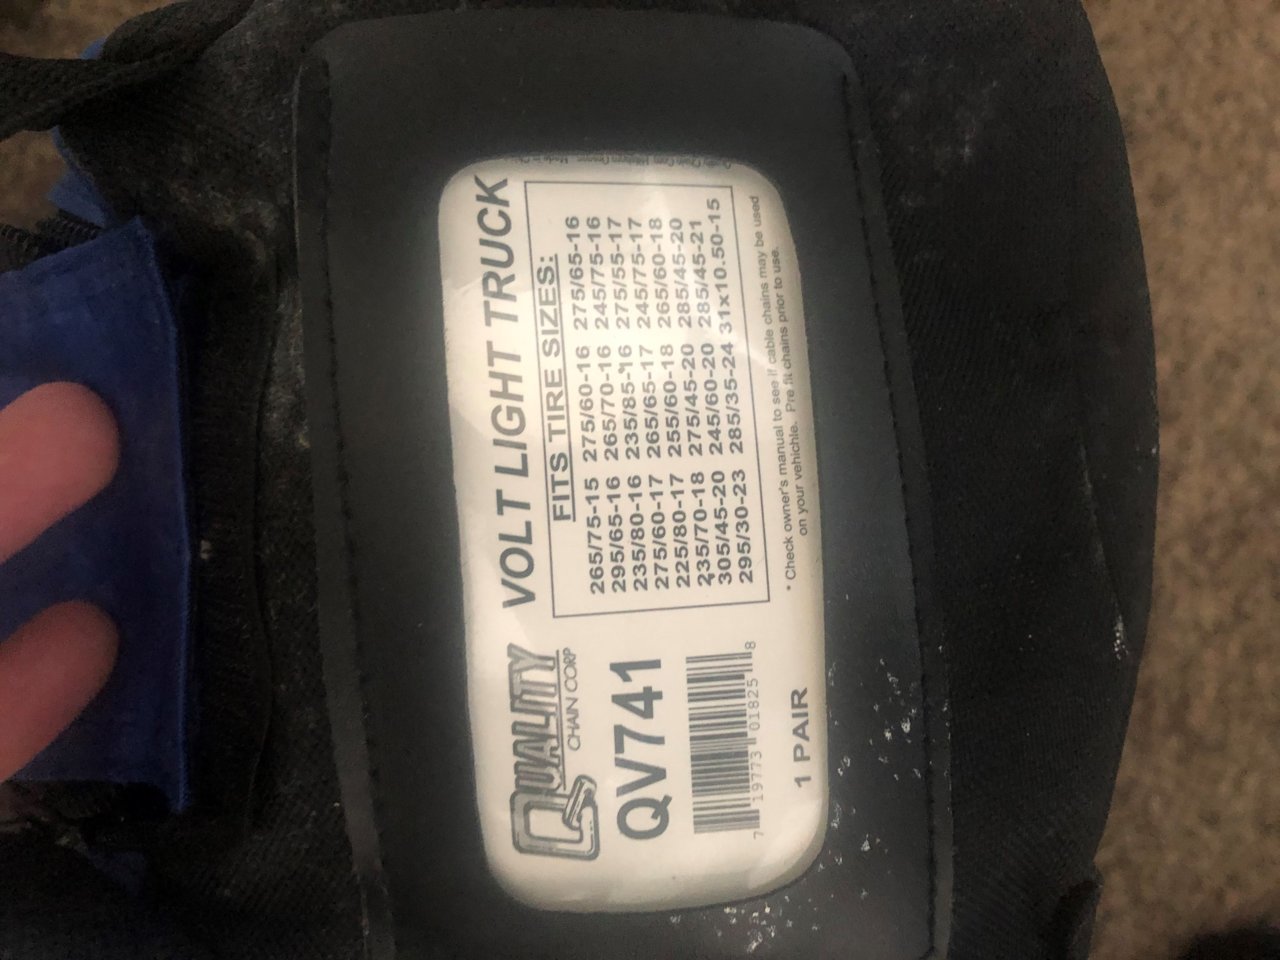 QUALITY
CHAIN CORP
QV741
7 19773 01825 8
1 PAIR
VOLT LIGHT TRUCK
FITS TIRE SIZES:
265/75-15 275/60-16 275/65-16
295/65-16 265/70-16 245/75-16
235/80-16 235/85-16 275/55-17
275/60-17 265/65-17 245/75-17
225/80-17 255/60-18 265/60-18
235/70-18 275/45-20 285/45-20
305/45-20 245/60-20 285/45-21
295/30-23 285/35-24 31x10.50-15
* Check owner's manual to see if cable chains may be used
on your vehichle. Pre fit chains prior to use.